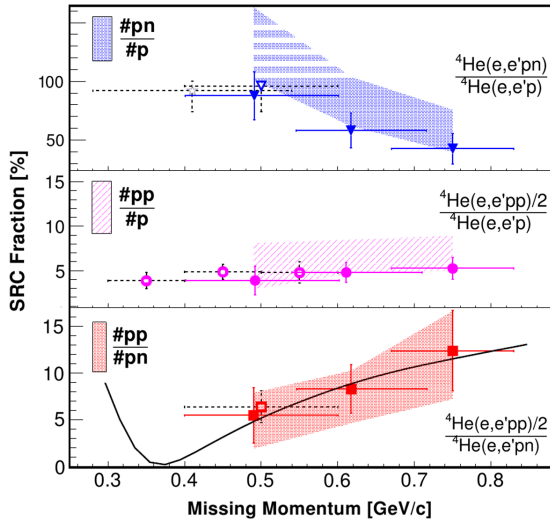 SRC Fraction [%]
#pn
#p
⁴He(e,e'pn)
⁴He(e,e'p)
100
50
#pp
#p
⁴He(e,e'pp)/2
⁴He(e,e'p)
15
10
5
#pp
#pn
⁴He(e,e'pp)/2
⁴He(e,e'pn)
15
10
5
0
0.3 0.4 0.5 0.6 0.7 0.8
Missing Momentum [GeV/c]